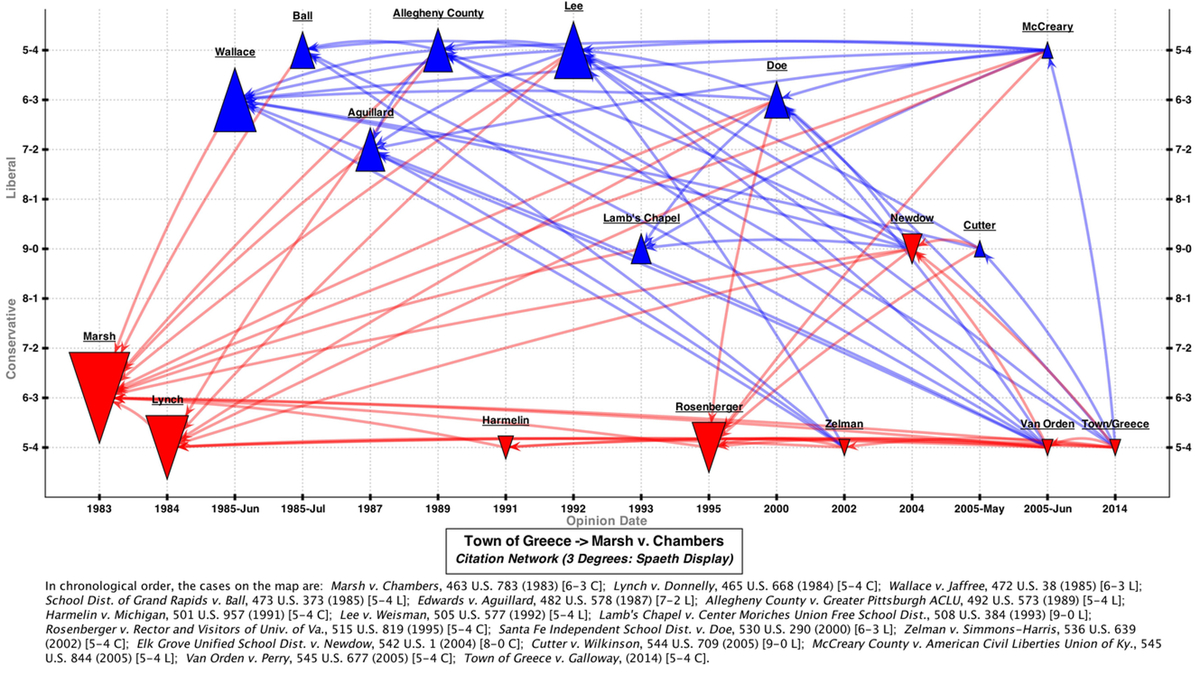 Lee
Allegheny County
Ball
McCreary
Wallace
5-4
5-4
Doe
6-3
6-3
Aguillard
7-2
7-2
Liberal
8-1
8-1
Lamb's Chapel
Newdow
Cutter
9-0
9-0
Conservative
8-1
8-1
Marsh
7-2
7-2
6-3
6-3
Lynch
Rosenberger
Harmelin
Zelman
Van Orden
Town/Greece
5-4
5-4
1983 1984 1985-Jun 1985-Jul 1987 1989 1991 1992 1993 1995 2000 2002 2004 2005-May 2005-Jun 2014
Opinion Date
Town of Greece -> Marsh v. Chambers
Citation Network (3 Degrees: Spaeth Display)
In chronological order, the cases on the map are: Marsh v. Chambers, 463 U.S. 783 (1983) [6-3 C]; Lynch v. Donnelly, 465 U.S. 668 (1984) [5-4 C]; Wallace v. Jaffree, 472 U.S. 38 (1985) [6-3 L];
School Dist. of Grand Rapids v. Ball, 473 U.S. 373 (1985) [5-4 L]; Edwards v. Aguillard, 482 U.S. 578 (1987) [7-2 L]; Allegheny County v. Greater Pittsburgh ACLU, 492 U.S. 573 (1989) [5-4 L];
Harmelin v. Michigan, 501 U.S. 957 (1991) [5-4 C]; Lee v. Weisman, 505 U.S. 577 (1992) [5-4 L]; Lamb's Chapel v. Center Moriches Union Free School Dist., 508 U.S. 384 (1993) [9-0 L];
Rosenberger v. Rector and Visitors of Univ. of Va., 515 U.S. 819 (1995) [5-4 C]; Santa Fe Independent School Dist. v. Doe, 530 U.S. 290 (2000) [6-3 L]; Zelman v. Simmons-Harris, 536 U.S. 639
(2002) [5-4 C]; Elk Grove Unified School Dist. v. Newdow, 542 U.S. 1 (2004) [8-0 C]; Cutter v. Wilkinson, 544 U.S. 709 (2005) [9-0 L]; McCreary County v. American Civil Liberties Union of Ky., 545
U.S. 844 (2005) [5-4 L]; Van Orden v. Perry, 545 U.S. 677 (2005) [5-4 C]; Town of Greece v. Galloway, (2014) [5-4 C].